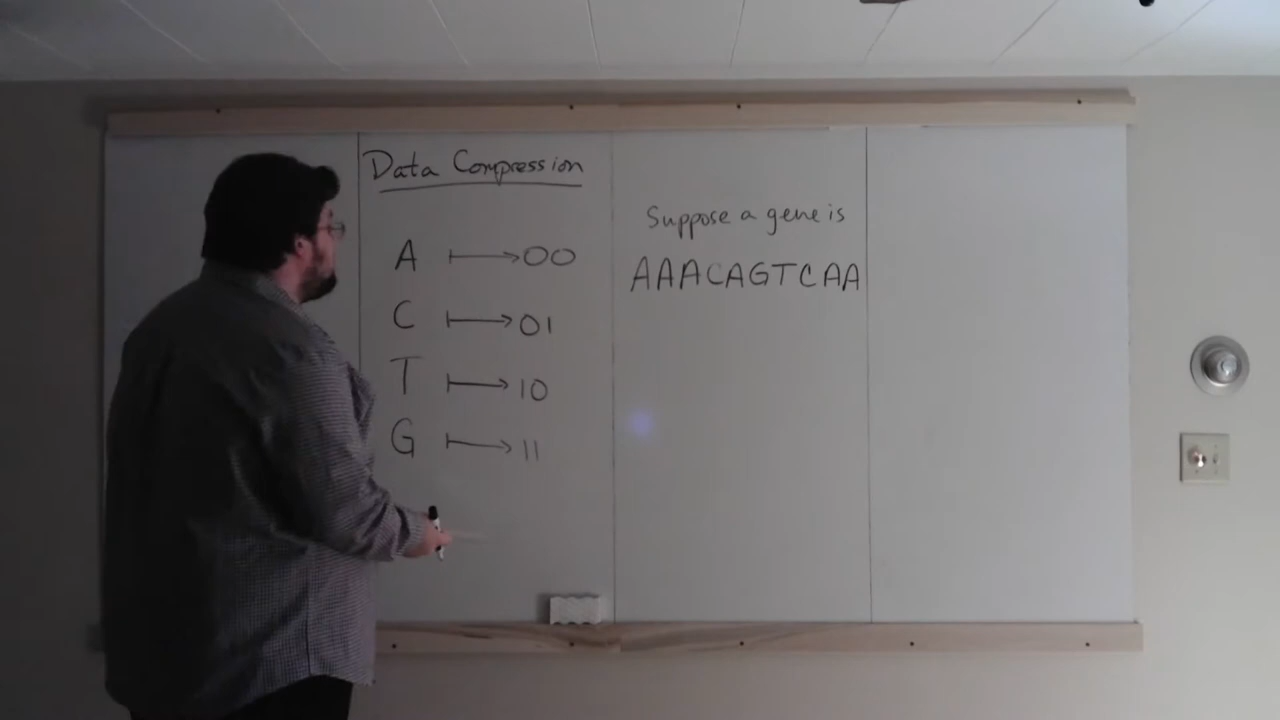 Data Compression
A ↦ 00
C ↦ 01
T ↦ 10
G ↦ 11
Suppose a gene is
AAACAGTCAA